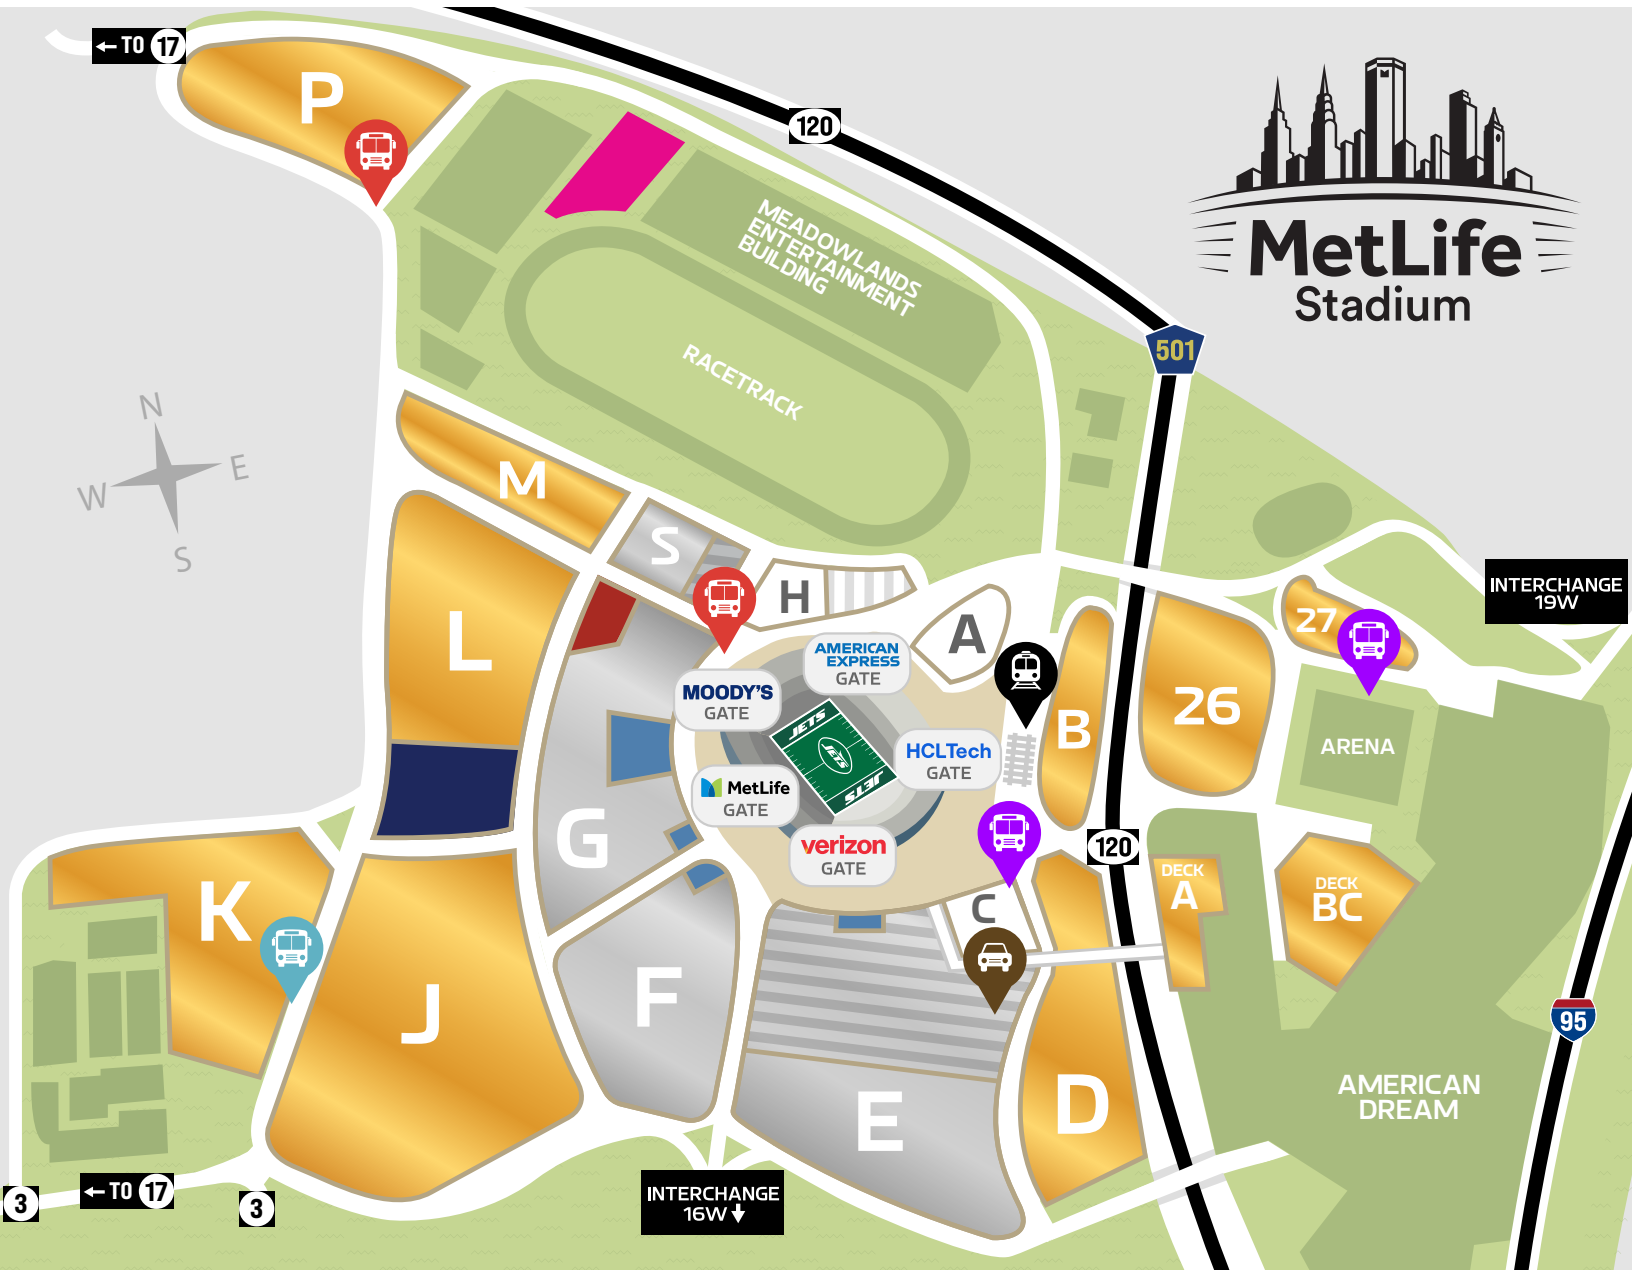 ← TO 17
P
120
MetLife
Stadium
MEADOWLANDS
ENTERTAINMENT
BUILDING
501
RACETRACK
N
W
E
S
M
S
H
A
INTERCHANGE
19W
27
L
AMERICAN
EXPRESS
GATE
MOODY'S
GATE
JETS
JETS
JETS
B
26
ARENA
HCLTech
GATE
MetLife
GATE
verizon
GATE
G
120
K
C
DECK
A
DECK
BC
F
J
95
E
D
AMERICAN
DREAM
3
← TO 17
3
INTERCHANGE
16W ↓